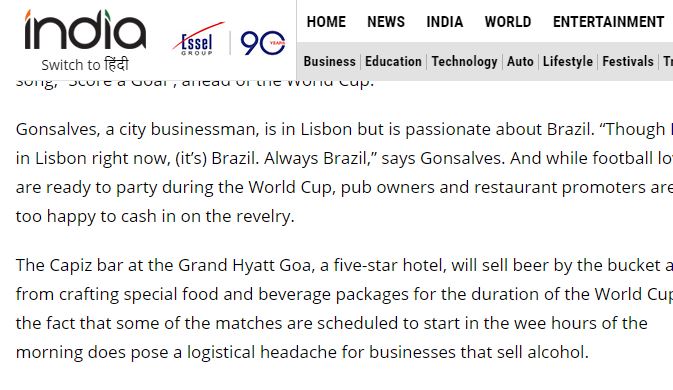 india
Essel
GROUP
90 YEARS
HOME NEWS INDIA WORLD ENTERTAINMENT
Switch to हिंदी
Business Education Technology Auto Lifestyle Festivals
song, “Score a Goal”, ahead of the World Cup.
Gonsalves, a city businessman, is in Lisbon but is passionate about Brazil. “Though
in Lisbon right now, (it’s) Brazil. Always Brazil,” says Gonsalves. And while football lo
are ready to party during the World Cup, pub owners and restaurant promoters are
too happy to cash in on the revelry.
The Capiz bar at the Grand Hyatt Goa, a five-star hotel, will sell beer by the bucket a
from crafting special food and beverage packages for the duration of the World Cup
the fact that some of the matches are scheduled to start in the wee hours of the
morning does pose a logistical headache for businesses that sell alcohol.